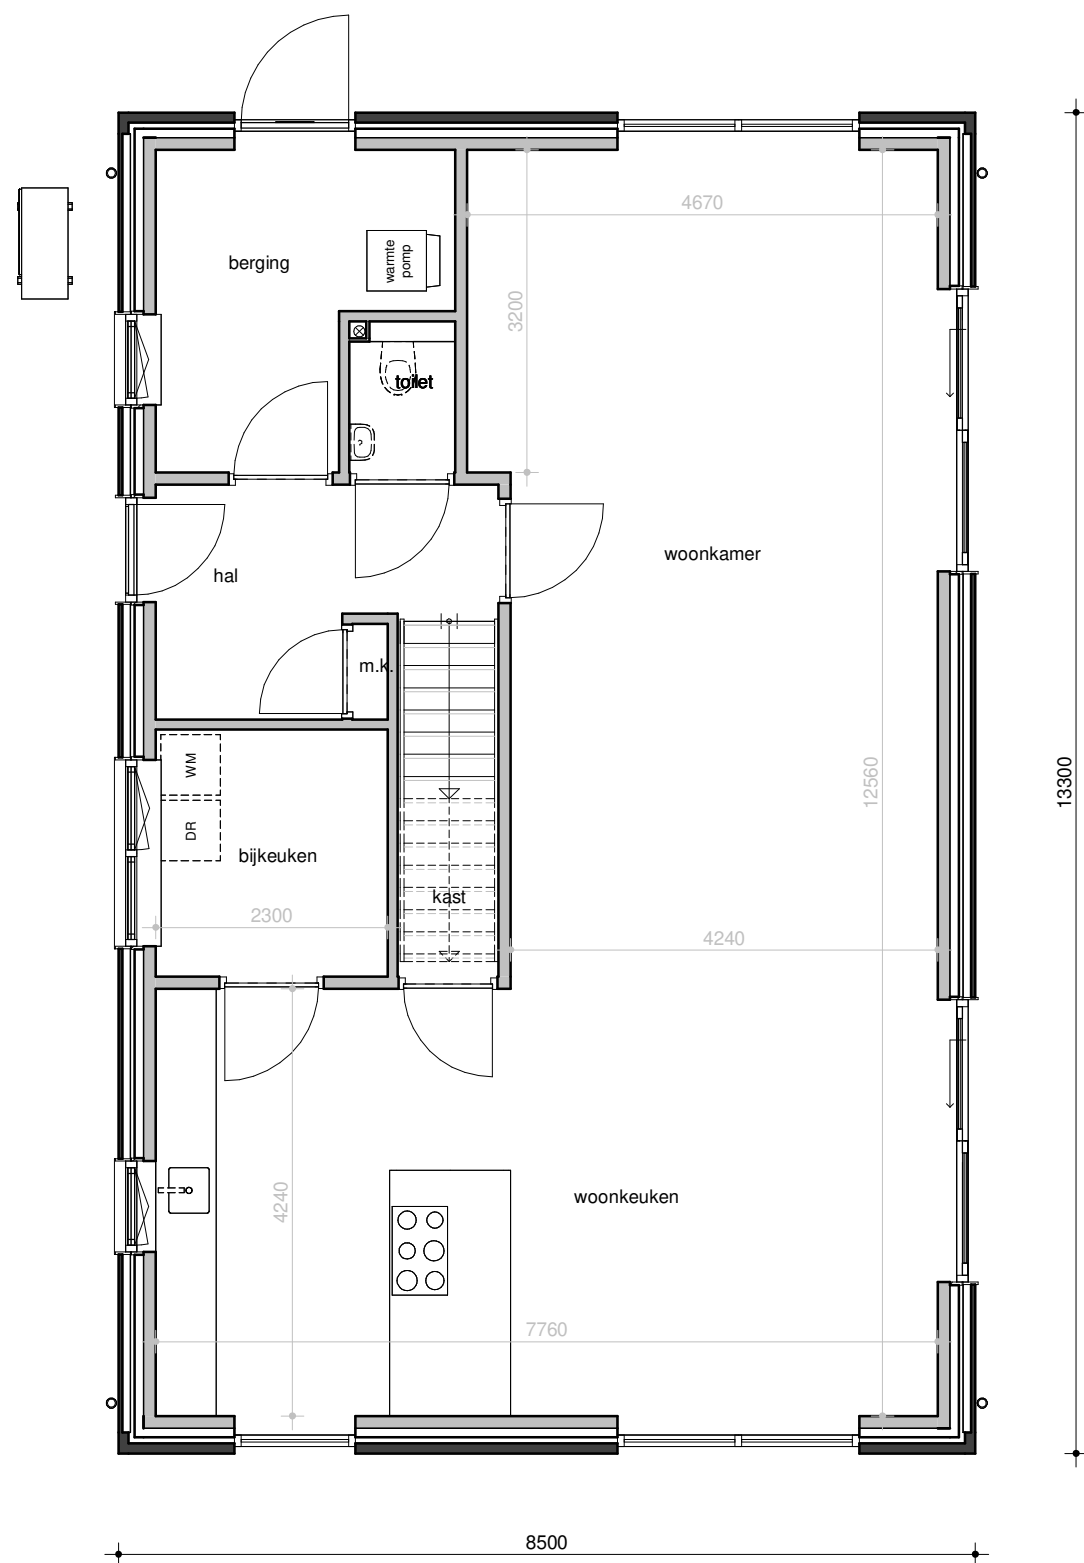 4670
berging
warmte
pomp
3200
toilet
woonkamer
hal
m.k.
WM
12560
13300
DR
bijkeuken
kast
2300
4240
woonkeuken
4240
7760
8500